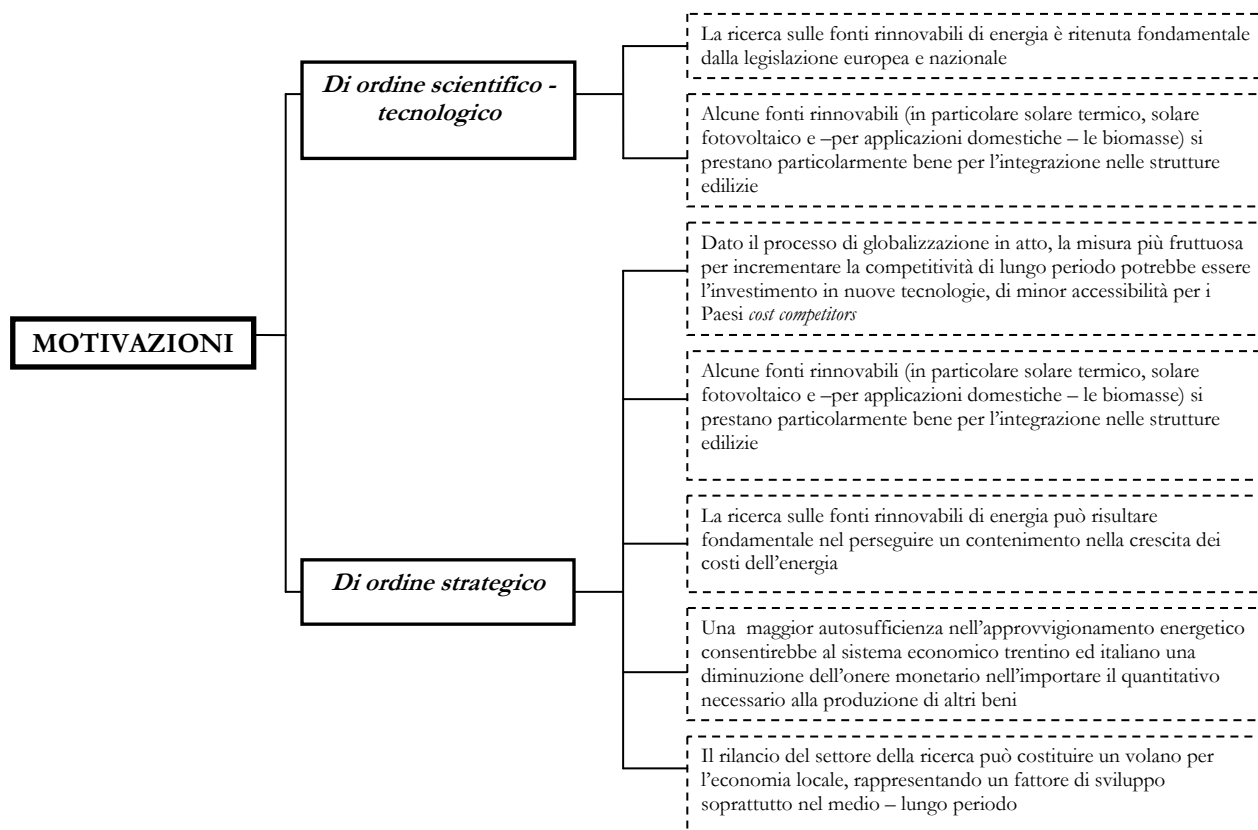 MOTIVAZIONI
Di ordine scientifico -
tecnologico
La ricerca sulle fonti rinnovabili di energia è ritenuta fondamentale
dalla legislazione europea e nazionale
Alcune fonti rinnovabili (in particolare solare termico, solare
fotovoltaico e –per applicazioni domestiche – le biomasse) si
prestano particolarmente bene per l’integrazione nelle strutture
edilizie
Di ordine strategico
Dato il processo di globalizzazione in atto, la misura più fruttuosa
per incrementare la competitività di lungo periodo potrebbe essere
l’investimento in nuove tecnologie, di minor accessibilità per i
Paesi cost competitors
Alcune fonti rinnovabili (in particolare solare termico, solare
fotovoltaico e –per applicazioni domestiche – le biomasse) si
prestano particolarmente bene per l’integrazione nelle strutture
edilizie
La ricerca sulle fonti rinnovabili di energia può risultare
fondamentale nel perseguire un contenimento nella crescita dei
costi dell’energia
Una maggior autosufficienza nell’approvvigionamento energetico
consentirebbe al sistema economico trentino ed italiano una
diminuzione dell’onere monetario nell’importare il quantitativo
necessario alla produzione di altri beni
Il rilancio del settore della ricerca può costituire un volano per
l’economia locale, rappresentando un fattore di sviluppo
soprattutto nel medio – lungo periodo